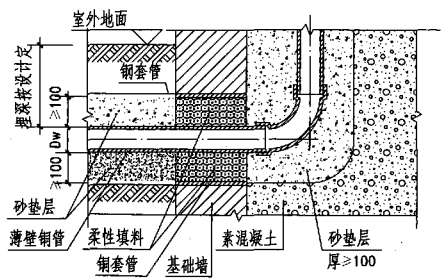 室外地面
埋深按设计定
钢套管
≥100
Dw
≥100
砂垫层
薄壁铜管
柔性填料
钢套管
基础墙
素混凝土
砂垫层
厚≥100